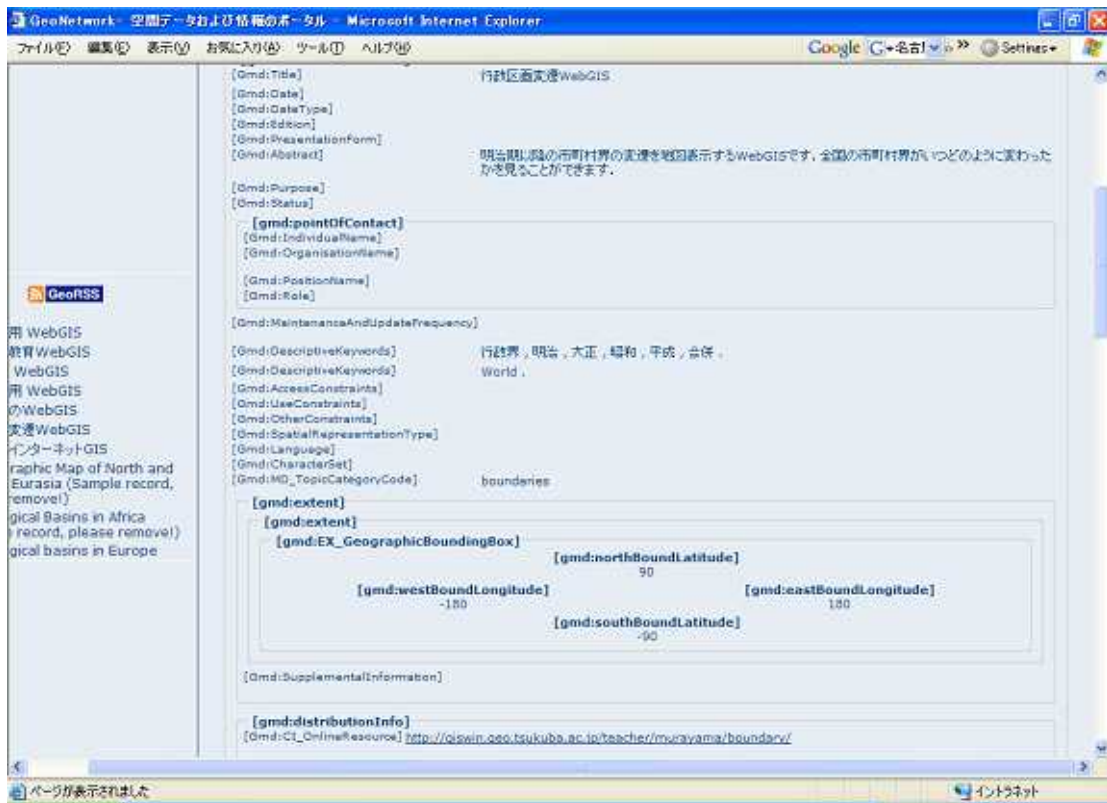 GeoNetwork- 空間データおよび情報のポータル - Microsoft Internet Explorer
ファイル(F) 編集(E) 表示(V) お気に入り(A) ツール(T) ヘルプ(H)
Google G 名古 » Settings
[Gmd:Title] 行政区画変遷WebGIS
[Gmd:Date]
[Gmd:DateType]
[Gmd:Edition]
[Gmd:PresentationForm]
[Gmd:Abstract] 明治期以降の市町村界の変遷を地図表示するWebGISです。全国の市町村界がいつどのように変わった
かを見ることができます。
[Gmd:Purpose]
[Gmd:Status]
[gmd:pointOfContact]
[Gmd:IndividualName]
[Gmd:OrganisationName]
[Gmd:PositionName]
[Gmd:Role]
[Gmd:MaintenanceAndUpdateFrequency]
[Gmd:DescriptiveKeywords] 行政界 , 明治 , 大正 , 昭和 , 平成 , 合併 .
[Gmd:DescriptiveKeywords] World .
[Gmd:AccessConstraints]
[Gmd:UseConstraints]
[Gmd:OtherConstraints]
[Gmd:SpatialRepresentationType]
[Gmd:Language]
[Gmd:CharacterSet]
[Gmd:MD_TopicCategoryCode] boundaries
[gmd:extent]
[gmd:extent]
[gmd:EX_GeographicBoundingBox]
[gmd:northBoundLatitude]
90
[gmd:westBoundLongitude] [gmd:eastBoundLongitude]
-180 180
[gmd:southBoundLatitude]
-90
[Gmd:SupplementalInformation]
[gmd:distributionInfo]
[Gmd:CI_OnlineResource] http://giswin.geo.tsukuba.ac.jp/teacher/murayama/boundary/
GeoRSS
用 WebGIS
教育WebGIS
WebGIS
用 WebGIS
のWebGIS
変遷WebGIS
インターネットGIS
raphic Map of North and
Eurasia (Sample record,
remove!)
gical Basins in Africa
record, please remove!)
gical basins in Europe
ページが表示されました
イントラネット